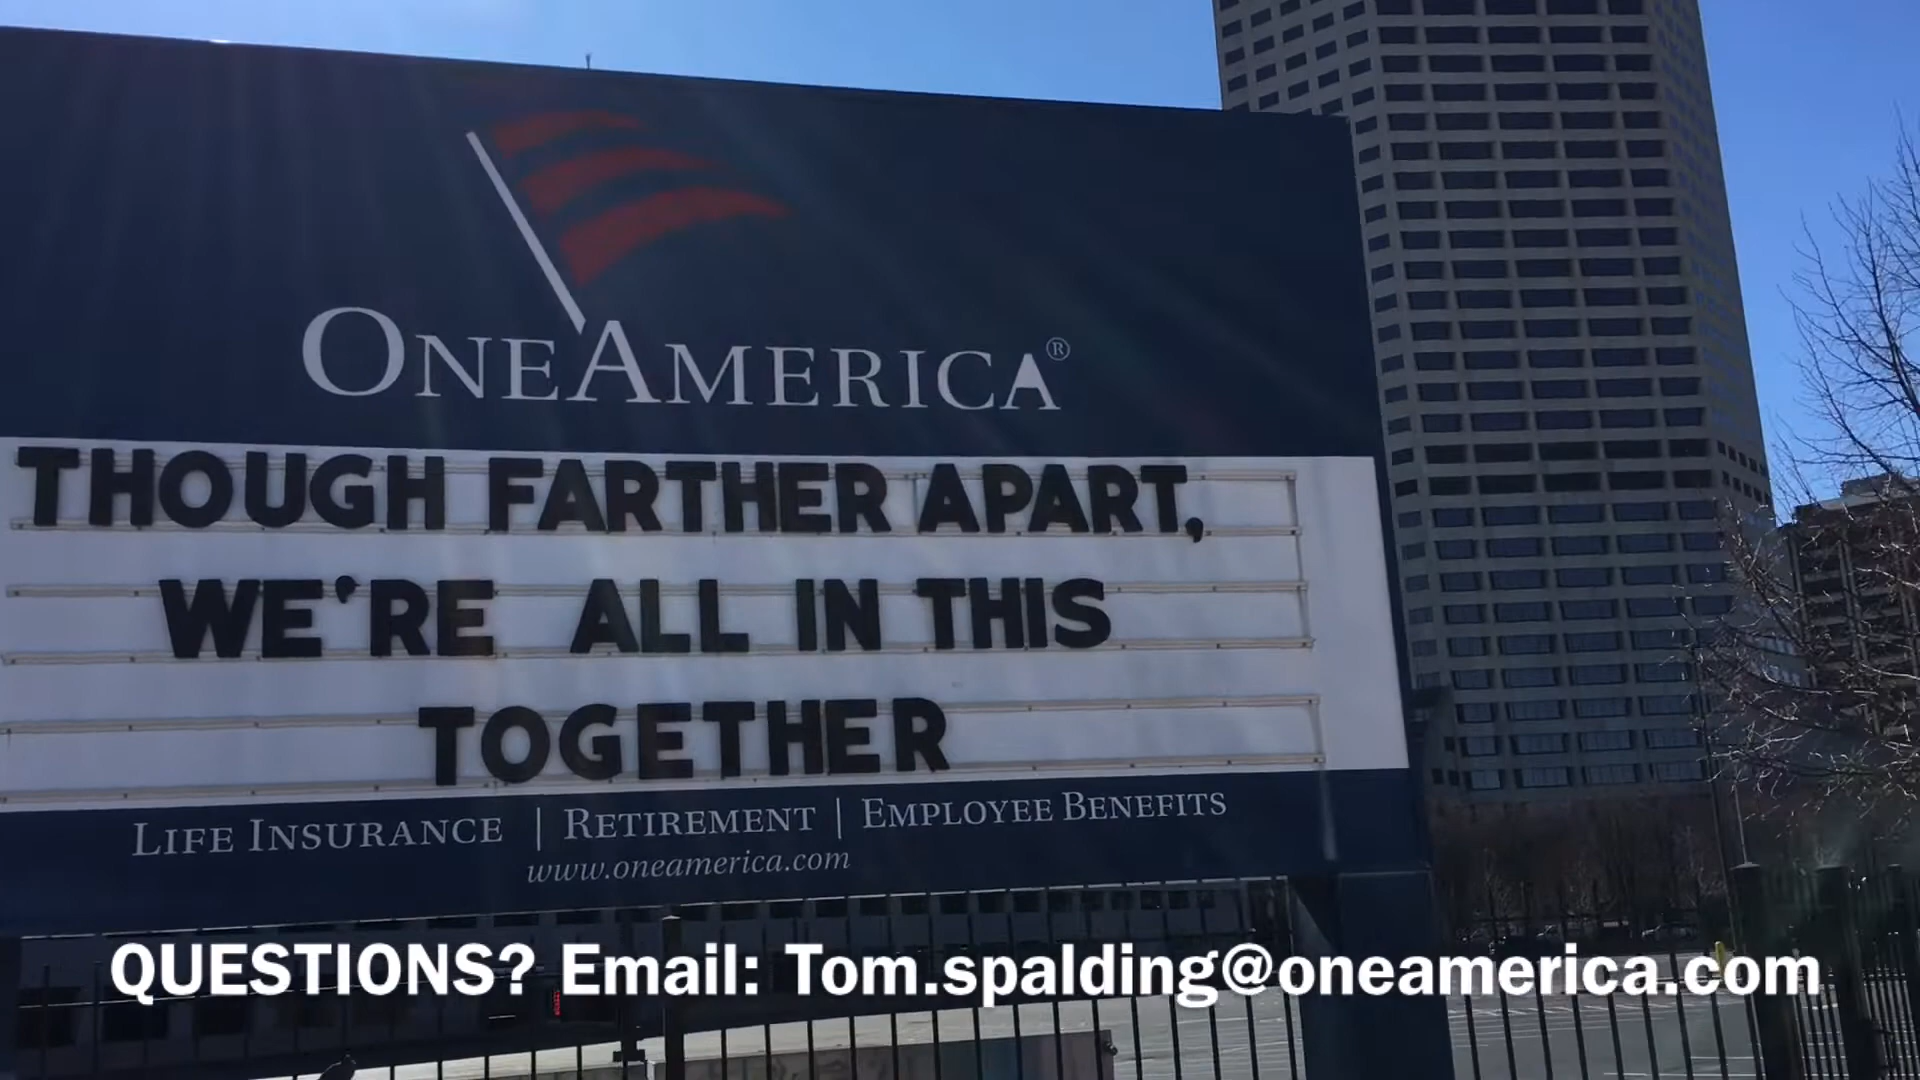 ONEAMERICA®
THOUGH FARTHER APART,
WE'RE ALL IN THIS
TOGETHER
LIFE INSURANCE | RETIREMENT | EMPLOYEE BENEFITS
www.oneamerica.com
QUESTIONS? Email: Tom.spalding@oneamerica.com